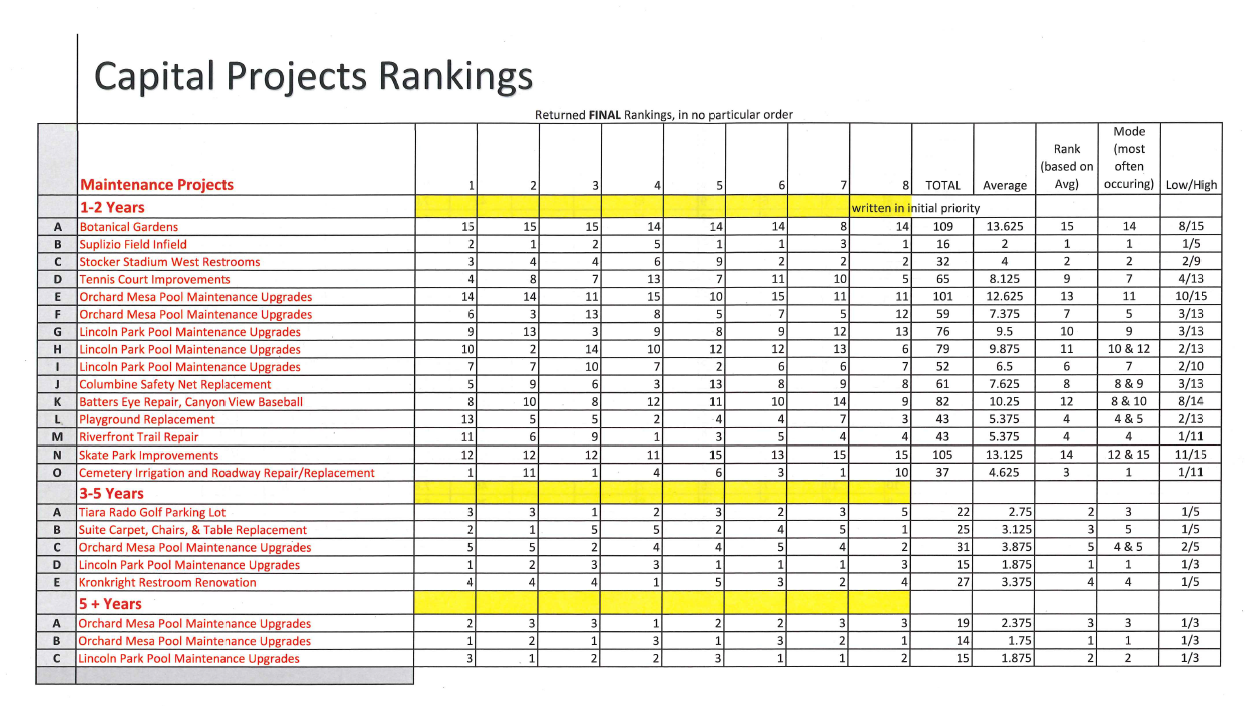 Capital Projects Rankings
Returned FINAL Rankings, in no particular order
Maintenance Projects 1 2 3 4 5 6 7 8 TOTAL Average Rank (based on Avg) Mode (most often occuring) Low/High
1-2 Years written in initial priority
A Botanical Gardens 15 15 15 14 14 14 8 14 109 13.625 15 14 8/15
B Suplizio Field Infield 2 1 2 5 1 1 3 1 16 2 1 1 1/5
C Stocker Stadium West Restrooms 3 4 4 6 9 2 2 2 32 4 2 2 2/9
D Tennis Court Improvements 4 8 7 13 7 11 10 5 65 8.125 9 7 4/13
E Orchard Mesa Pool Maintenance Upgrades 14 14 11 15 10 15 11 11 101 12.625 13 11 10/15
F Orchard Mesa Pool Maintenance Upgrades 6 3 13 8 5 7 5 12 59 7.375 7 5 3/13
G Lincoln Park Pool Maintenance Upgrades 9 13 3 9 8 9 12 13 76 9.5 10 9 3/13
H Lincoln Park Pool Maintenance Upgrades 10 2 14 10 12 12 13 6 79 9.875 11 10 & 12 2/13
I Lincoln Park Pool Maintenance Upgrades 7 7 10 7 2 6 6 7 52 6.5 6 7 2/10
J Columbine Safety Net Replacement 5 9 6 3 13 8 9 8 61 7.625 8 8 & 9 3/13
K Batters Eye Repair, Canyon View Baseball 8 10 8 12 11 10 14 9 82 10.25 12 8 & 10 8/14
L Playground Replacement 13 5 5 2 4 4 7 3 43 5.375 4 4 & 5 2/13
M Riverfront Trail Repair 11 6 9 1 3 5 4 4 43 5.375 4 4 1/11
N Skate Park Improvements 12 12 12 11 15 13 15 15 105 13.125 14 12 & 15 11/15
O Cemetery Irrigation and Roadway Repair/Replacement 1 11 1 4 6 3 1 10 37 4.625 3 1 1/11
3-5 Years
A Tiara Rado Golf Parking Lot 3 3 1 2 3 2 3 5 22 2.75 2 3 1/5
B Suite Carpet, Chairs, & Table Replacement 2 1 5 5 2 4 5 1 25 3.125 3 5 1/5
C Orchard Mesa Pool Maintenance Upgrades 5 5 2 4 4 5 4 2 31 3.875 5 4 & 5 2/5
D Lincoln Park Pool Maintenance Upgrades 1 2 3 3 1 1 1 3 15 1.875 1 1 1/3
E Kronkright Restroom Renovation 4 4 4 1 5 3 2 4 27 3.375 4 4 1/5
5 + Years
A Orchard Mesa Pool Maintenance Upgrades 2 3 3 1 2 2 3 3 19 2.375 3 3 1/3
B Orchard Mesa Pool Maintenance Upgrades 1 2 1 3 1 3 2 1 14 1.75 1 1 1/3
C Lincoln Park Pool Maintenance Upgrades 3 1 2 2 3 1 1 2 15 1.875 2 2 1/3